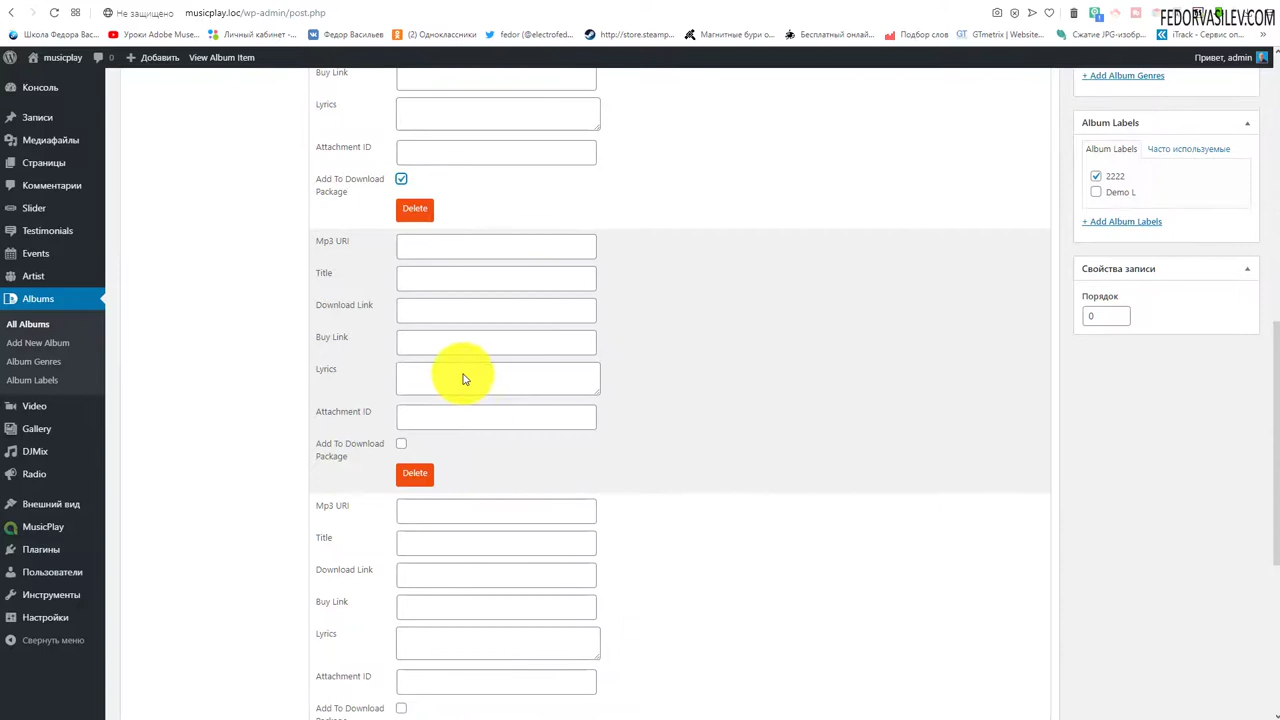 musicplay.loc/wp-admin/post.php
Не защищено
FEDORVASILEV.COM
Школа Федора Вас...
Уроки Adobe Muse...
Личный кабинет -...
Федор Васильев
(2) Одноклассники
fedor (@electrofed...
http://store.steamp...
Магнитные бури о...
Бесплатный онлай...
Подбор слов
GTmetrix | Website...
Сжатие JPG-изобр...
iTrack - Сервис оп...
musicplay
0
Добавить
View Album Item
Привет, admin
Консоль
Записи
Медиафайлы
Страницы
Комментарии
Slider
Testimonials
Events
Artist
Albums
All Albums
Add New Album
Album Genres
Album Labels
Video
Gallery
DJMix
Radio
Внешний вид
MusicPlay
Плагины
Пользователи
Инструменты
Настройки
Свернуть меню
Buy Link
Lyrics
Attachment ID
Add To Download
Package
Delete
Mp3 URI
Title
Download Link
Buy Link
Lyrics
Attachment ID
Add To Download
Package
Delete
Mp3 URI
Title
Download Link
Buy Link
Lyrics
Attachment ID
Add To Download
+ Add Album Genres
Album Labels
Album Labels
Часто используемые
2222
Demo L
+ Add Album Labels
Свойства записи
Порядок
0